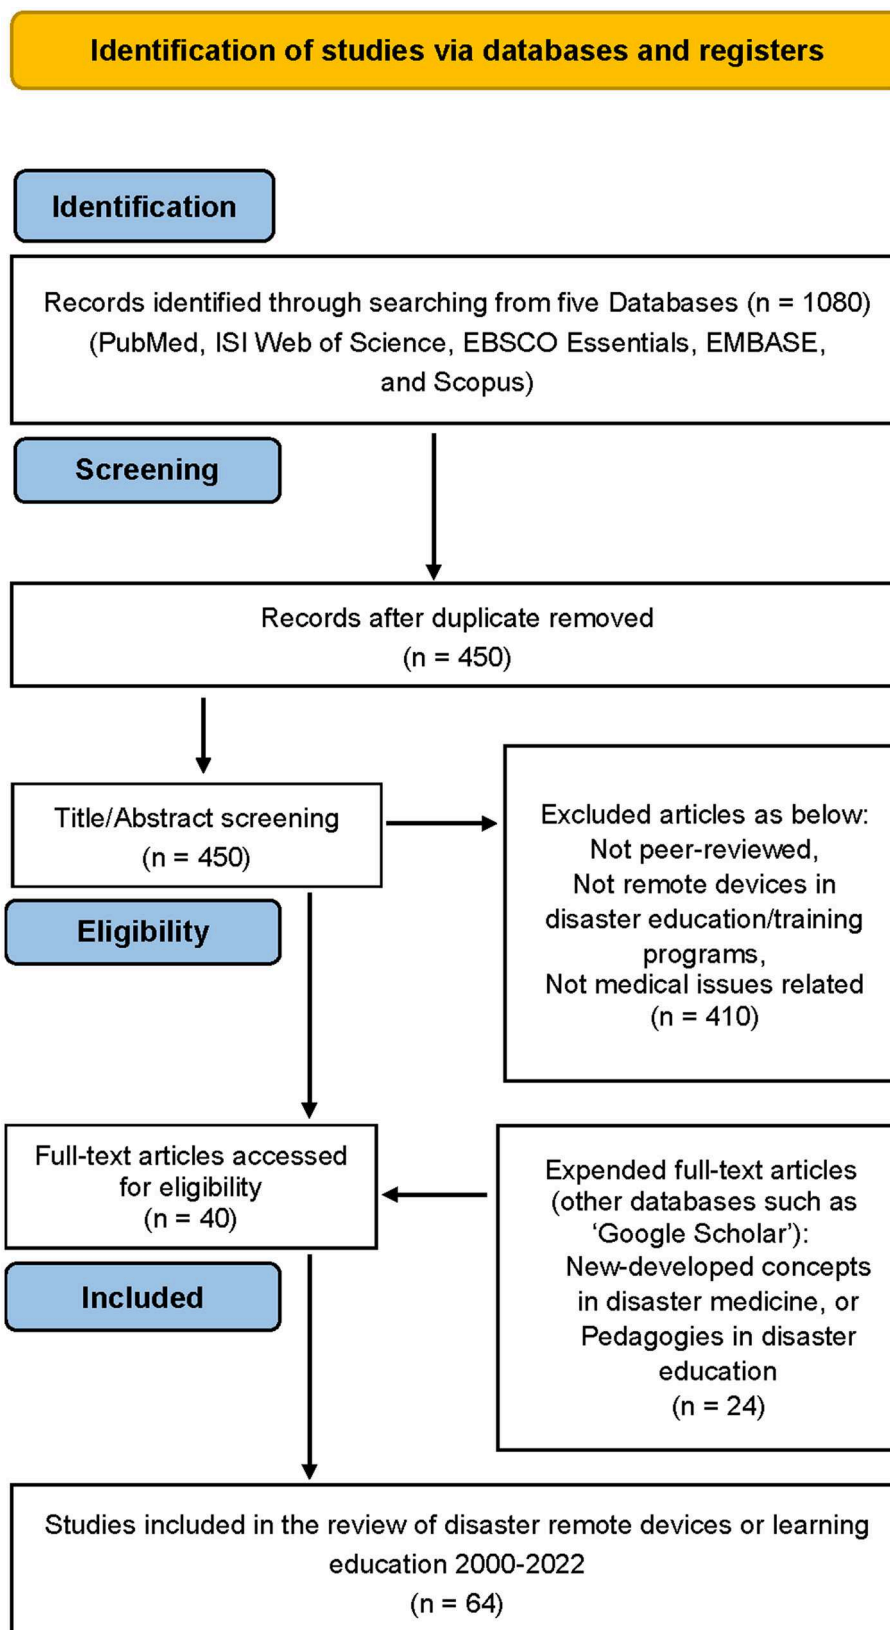 Identification of studies via databases and registers
Identification
Records identified through searching from five Databases (n = 1080)
(PubMed, ISI Web of Science, EBSCO Essentials, EMBASE,
and Scopus)
Screening
Records after duplicate removed
(n = 450)
Title/Abstract screening
(n = 450)
Excluded articles as below:
Not peer-reviewed,
Not remote devices in
disaster education/training
programs,
Not medical issues related
(n = 410)
Eligibility
Full-text articles accessed
for eligibility
(n = 40)
Expended full-text articles
(other databases such as
‘Google Scholar’):
New-developed concepts
in disaster medicine, or
Pedagogies in disaster
education
(n = 24)
Included
Studies included in the review of disaster remote devices or learning
education 2000-2022
(n = 64)